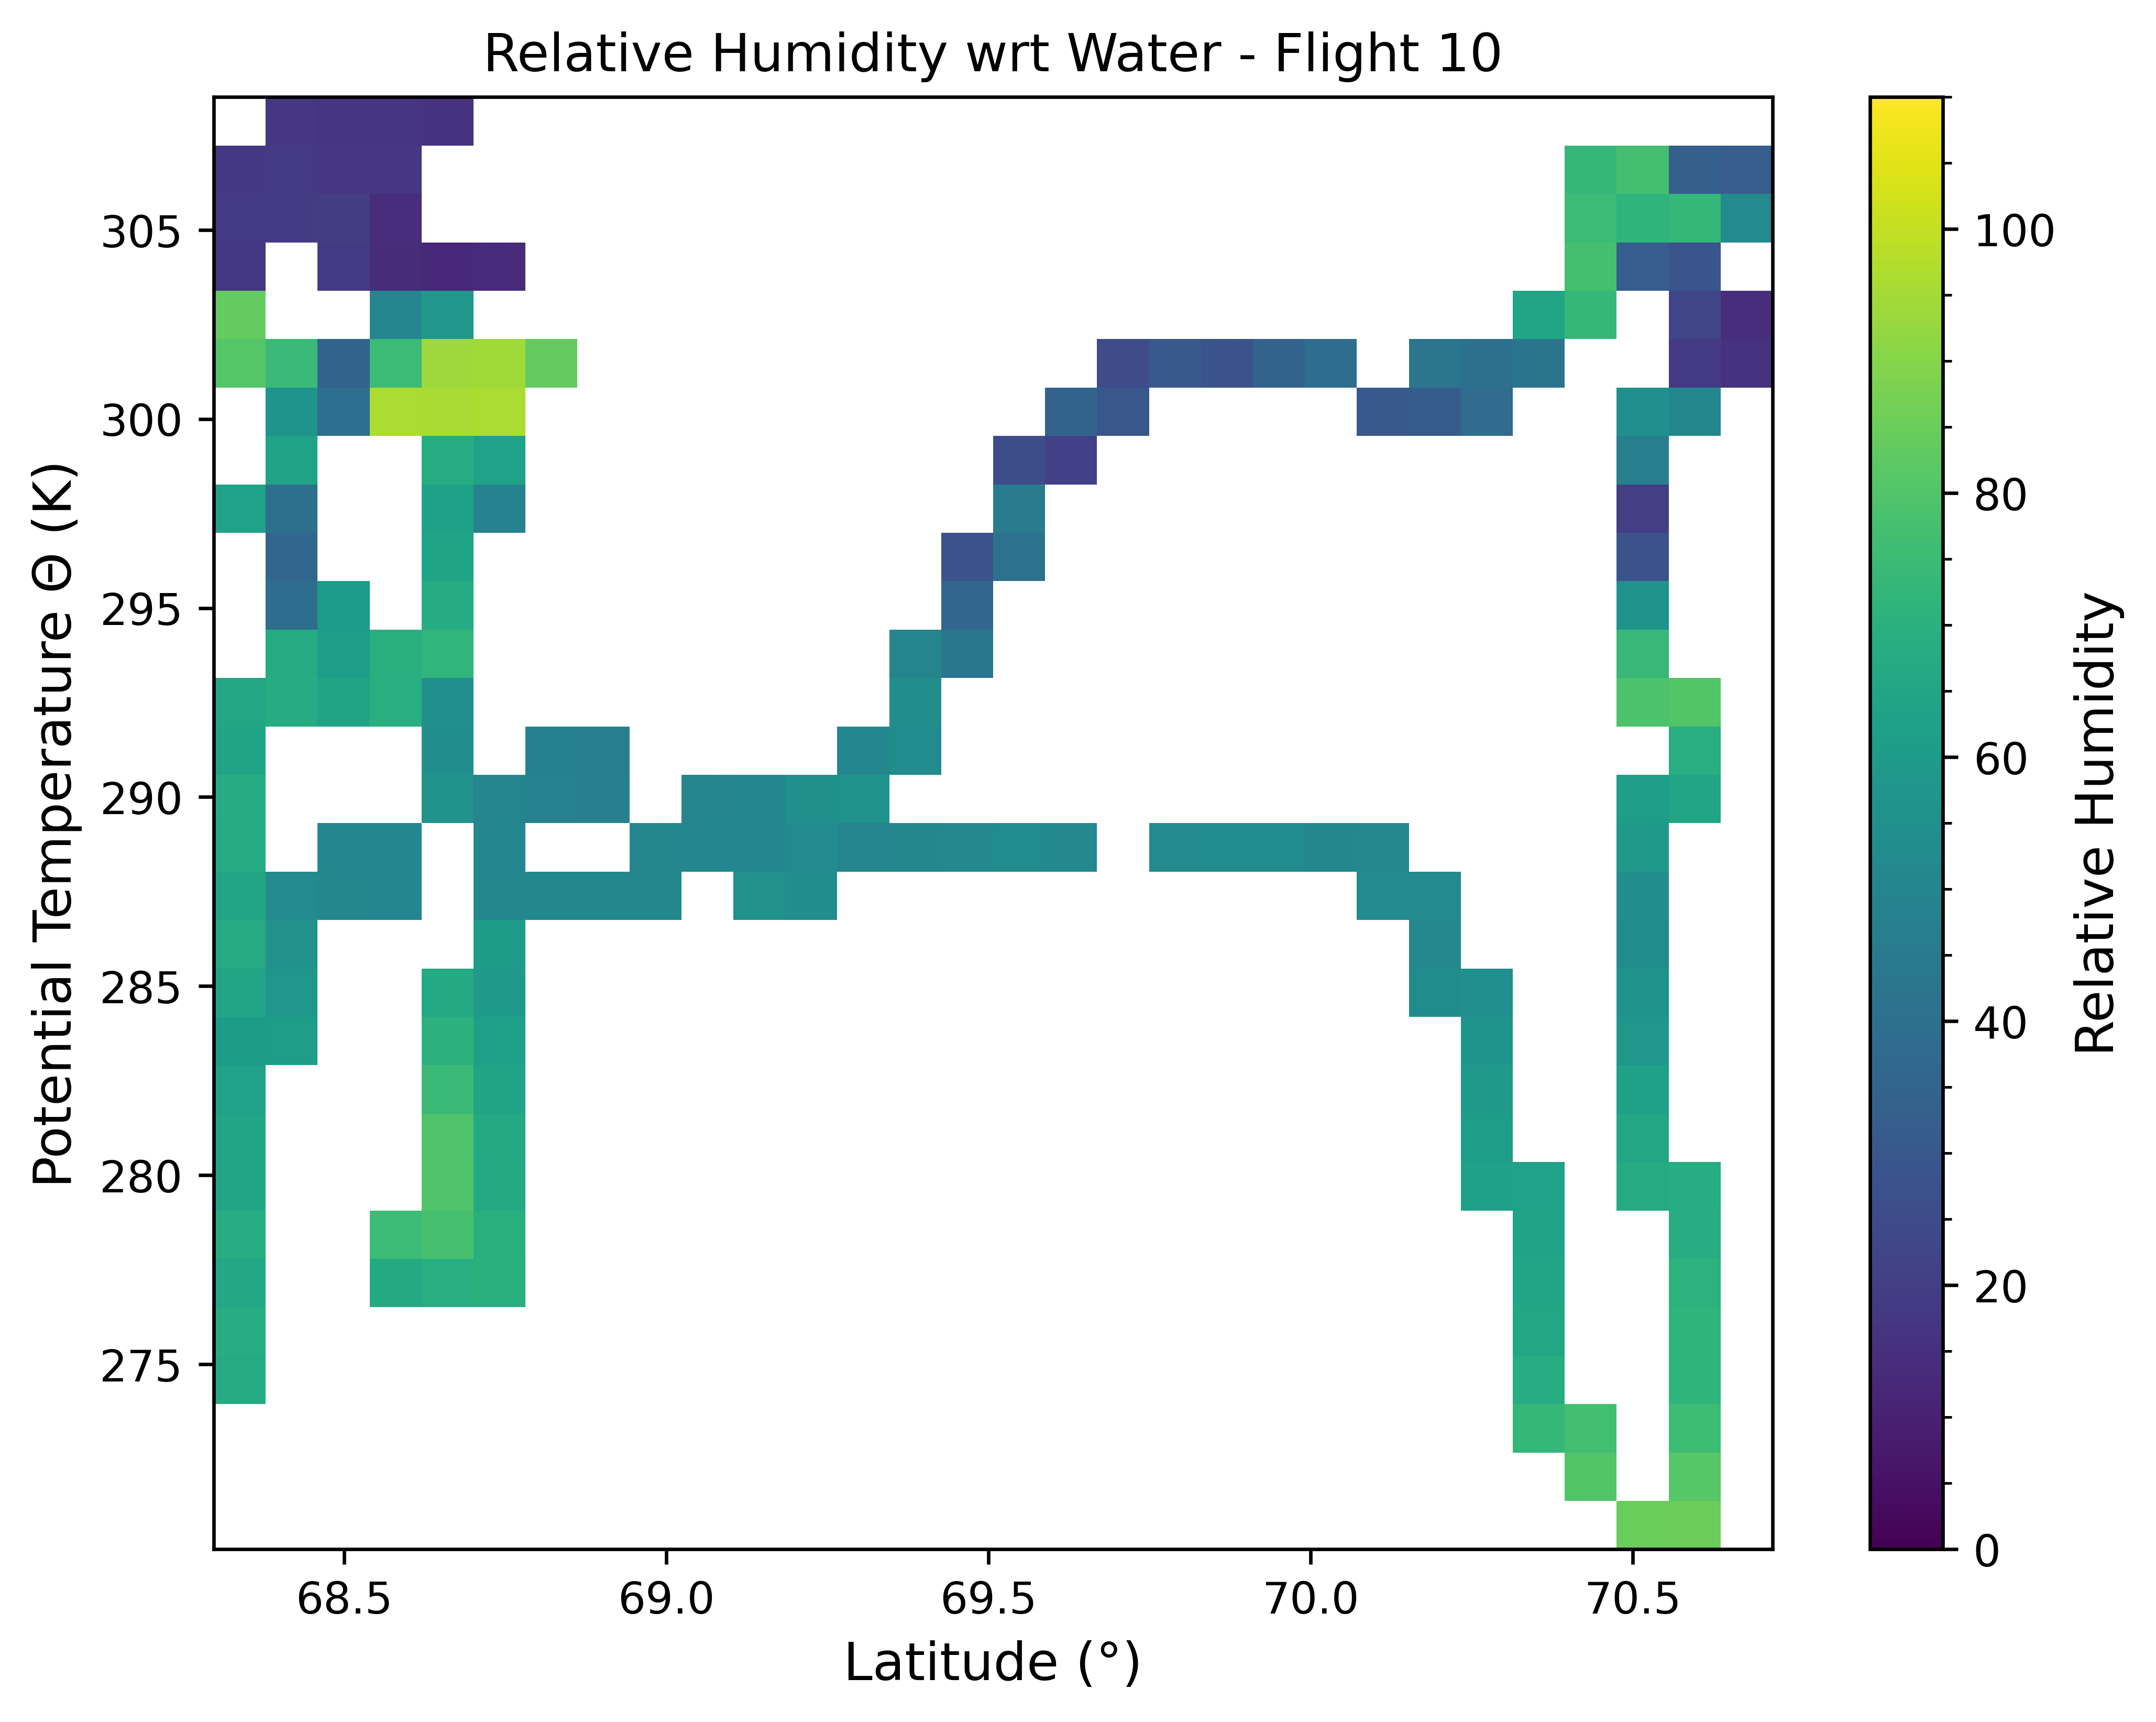 Relative Humidity wrt Water - Flight 10
Potential Temperature Θ (K)
305
300
295
290
285
280
275
68.5 69.0 69.5 70.0 70.5
Latitude (°)
100
80
60
40
20
0
Relative Humidity